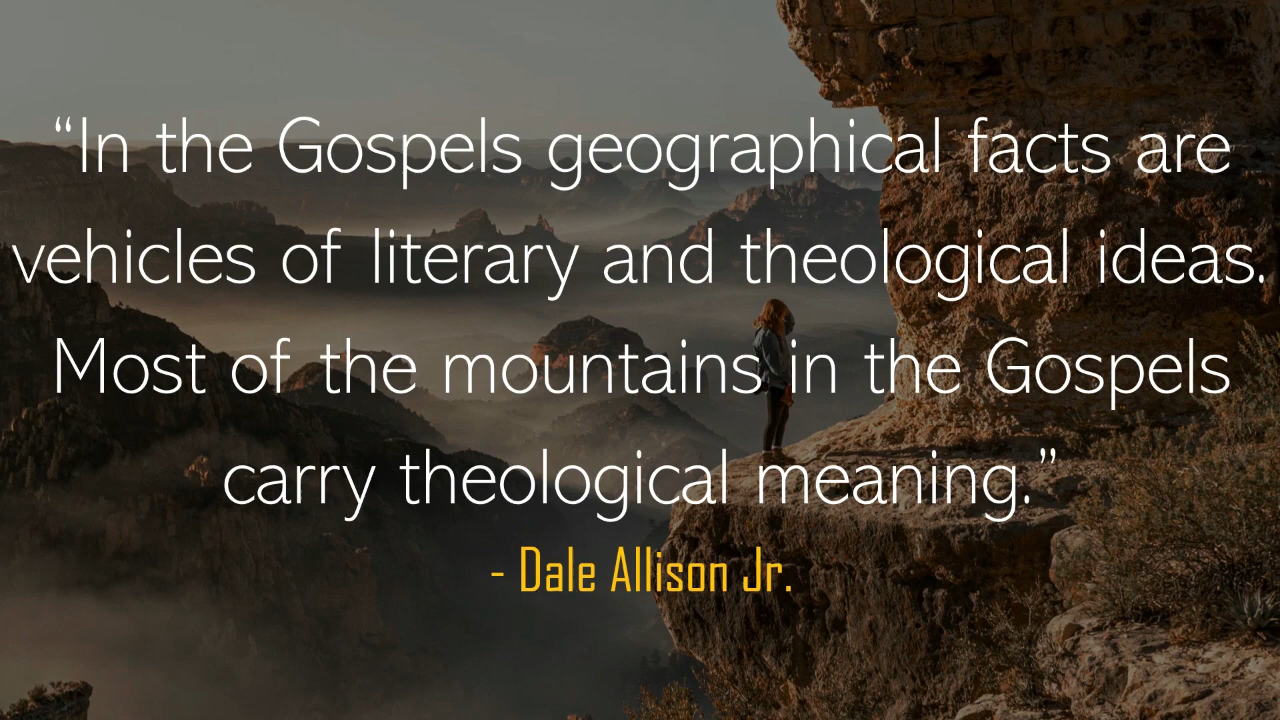 “In the Gospels geographical facts are
vehicles of literary and theological ideas.
Most of the mountains in the Gospels
carry theological meaning.”
- Dale Allison Jr.